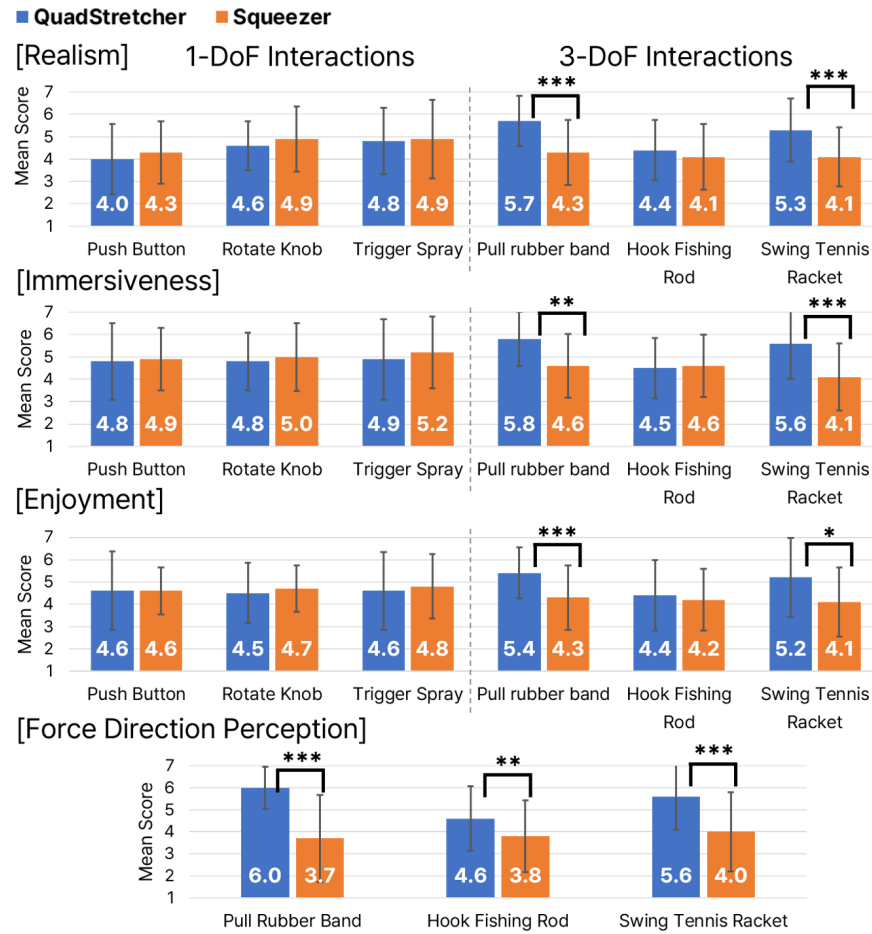 QuadStretcher Squeezer
[Realism] 1-DoF Interactions 3-DoF Interactions
*** ***
Mean Score
7
6
5
4
3
2
1
4.0 4.3 4.6 4.9 4.8 4.9 5.7 4.3 4.4 4.1 5.3 4.1
Push Button Rotate Knob Trigger Spray Pull rubber band Hook Fishing Rod Swing Tennis Racket
[Immersiveness]
** ***
Mean Score
7
6
5
4
3
2
1
4.8 4.9 4.8 5.0 4.9 5.2 5.8 4.6 4.5 4.6 5.6 4.1
Push Button Rotate Knob Trigger Spray Pull rubber band Hook Fishing Rod Swing Tennis Racket
[Enjoyment]
*** *
Mean Score
7
6
5
4
3
2
1
4.6 4.6 4.5 4.7 4.6 4.8 5.4 4.3 4.4 4.2 5.2 4.1
Push Button Rotate Knob Trigger Spray Pull rubber band Hook Fishing Rod Swing Tennis Racket
[Force Direction Perception]
*** ** ***
Mean Score
7
6
5
4
3
2
1
6.0 3.7 4.6 3.8 5.6 4.0
Pull Rubber Band Hook Fishing Rod Swing Tennis Racket